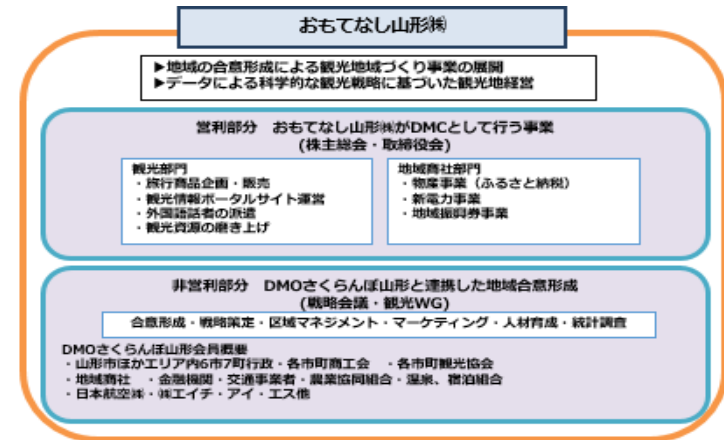 おもてなし山形㈱
▶地域の合意形成による観光地域づくり事業の展開
▶データによる科学的な観光戦略に基づいた観光地経営
営利部分　おもてなし山形㈱がDMCとして行う事業
(株主総会・取締役会)
観光部門
・旅行商品企画・販売
・観光情報ポータルサイト運営
・外国語話者の派遣
・観光資源の磨き上げ
地域商社部門
・物産事業（ふるさと納税）
・新電力事業
・地域振興券事業
非営利部分　DMOさくらんぼ山形と連携した地域合意形成
(戦略会議・観光WG)
合意形成・戦略策定・区域マネジメント・マーケティング・人材育成・統計調査
DMOさくらんぼ山形会員概要
・山形市ほかエリア内6市7町行政・各市町商工会　・各市町観光協会
・地域商社　・金融機関・交通事業者・農業協同組合・温泉、宿泊組合
・日本航空㈱・㈱エイチ・アイ・エス他